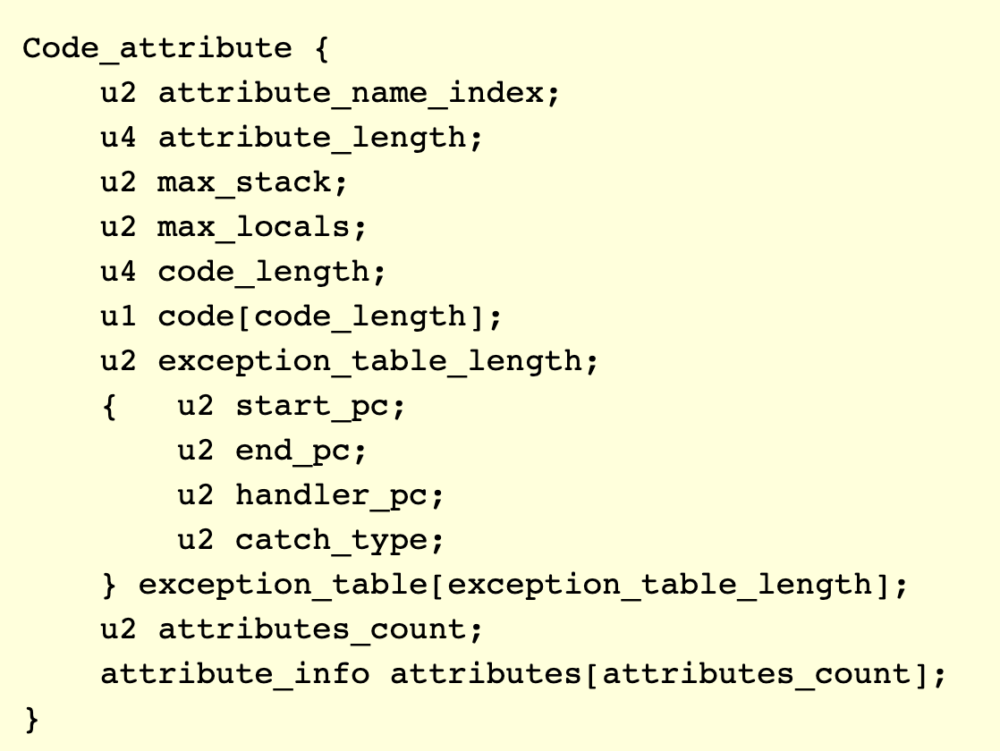 Code_attribute {
    u2 attribute_name_index;
    u4 attribute_length;
    u2 max_stack;
    u2 max_locals;
    u4 code_length;
    u1 code[code_length];
    u2 exception_table_length;
    {   u2 start_pc;
        u2 end_pc;
        u2 handler_pc;
        u2 catch_type;
    } exception_table[exception_table_length];
    u2 attributes_count;
    attribute_info attributes[attributes_count];
}